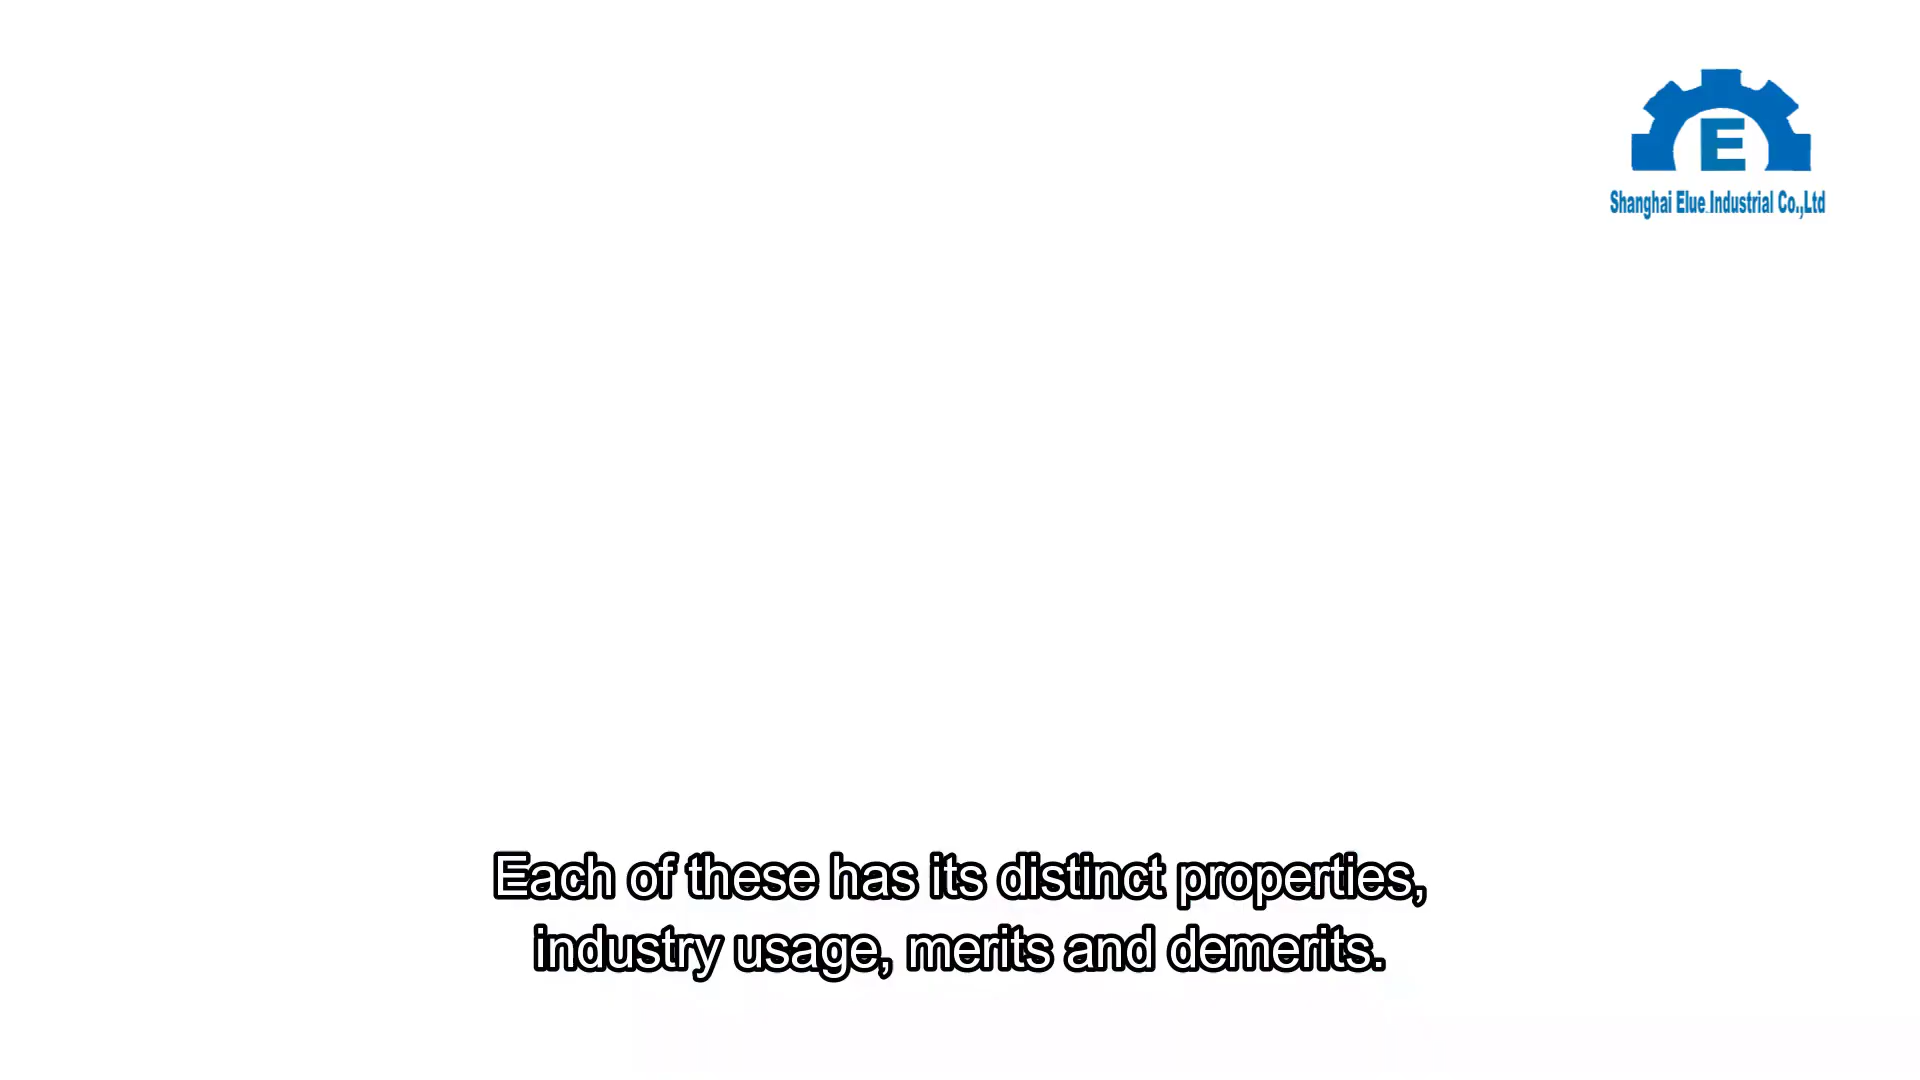 E
Shanghai Elue Industrial Co.,Ltd
Each of these has its distinct properties,
industry usage, merits and demerits.